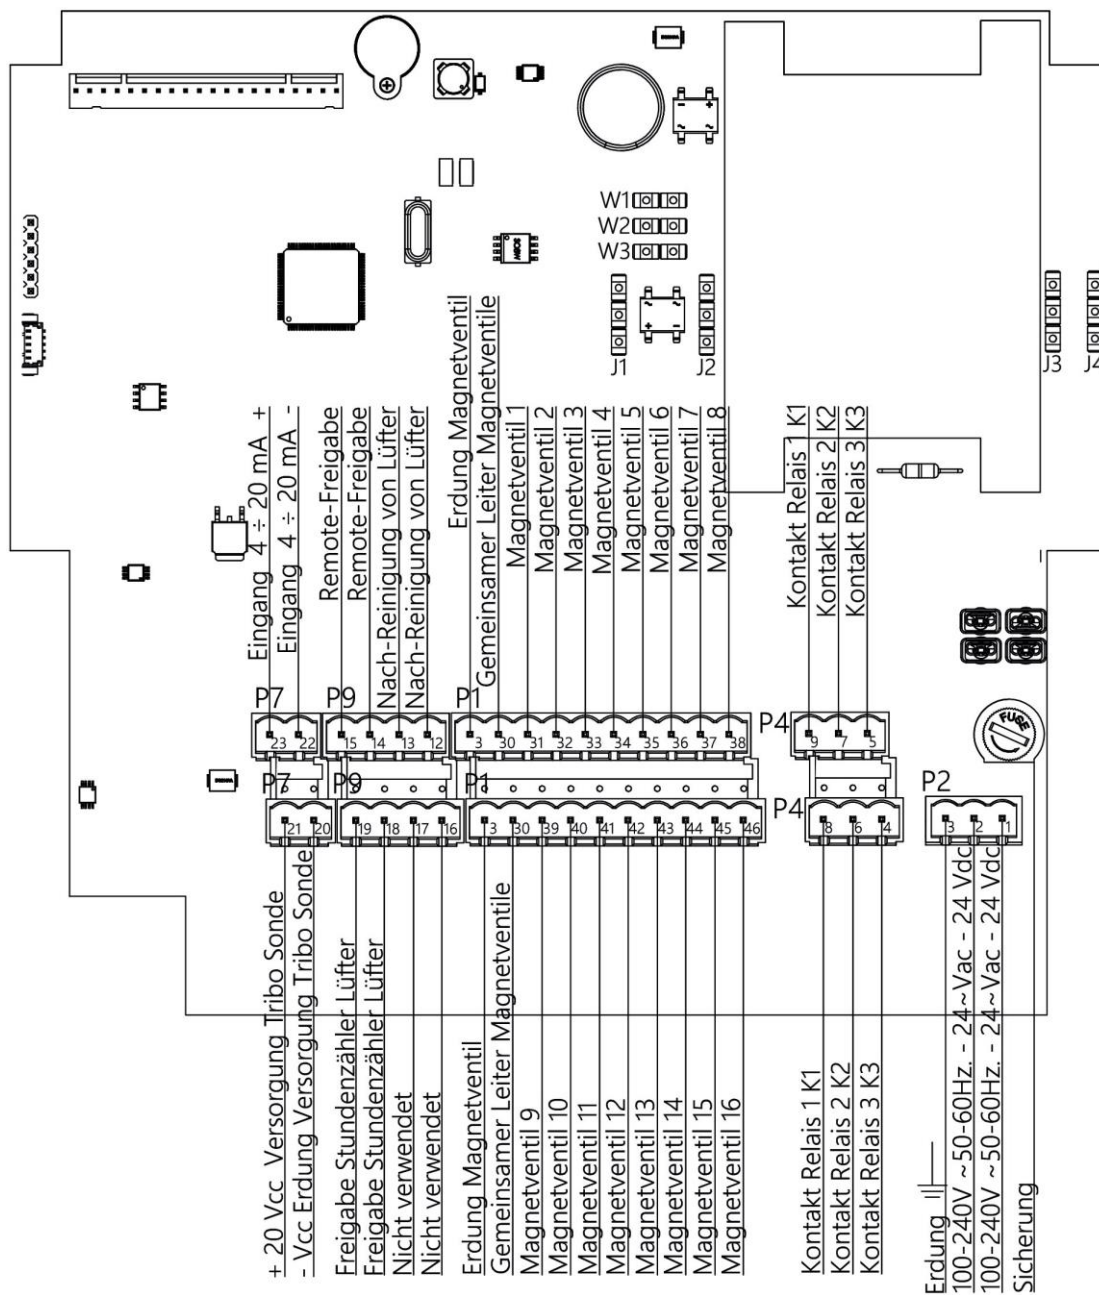 W1
W2
W3
J1
J2
J3
J4
Eingang 4 ÷ 20 mA +
Eingang 4 ÷ 20 mA -
Remote-Freigabe
Remote-Freigabe
Nach-Reinigung von Lüfter
Nach-Reinigung von Lüfter
Erdung Magnetventil
Gemeinsamer Leiter Magnetventile
Magnetventil 1
Magnetventil 2
Magnetventil 3
Magnetventil 4
Magnetventil 5
Magnetventil 6
Magnetventil 7
Magnetventil 8
Kontakt Relais 1 K1
Kontakt Relais 2 K2
Kontakt Relais 3 K3
P7
P9
P1
P4
FUSE
23 22
15 14 13 12
3 30 31 32 33 34 35 36 37 38
9 7 5
P7
P9
P1
P4
P2
21 20
19 18 17 16
3 30 39 40 41 42 43 44 45 46
8 6 4
3 2 1
+ 20 Vcc Versorgung Tribo Sonde
- Vcc Erdung Versorgung Tribo Sonde
Freigabe Stundenzähler Lüfter
Freigabe Stundenzähler Lüfter
Nicht verwendet
Nicht verwendet
Erdung Magnetventil
Gemeinsamer Leiter Magnetventile
Magnetventil 9
Magnetventil 10
Magnetventil 11
Magnetventil 12
Magnetventil 13
Magnetventil 14
Magnetventil 15
Magnetventil 16
Kontakt Relais 1 K1
Kontakt Relais 2 K2
Kontakt Relais 3 K3
Erdung
100-240V ~50-60Hz. - 24~Vac - 24 Vdc
100-240V ~50-60Hz. - 24~Vac - 24 Vdc
Sicherung